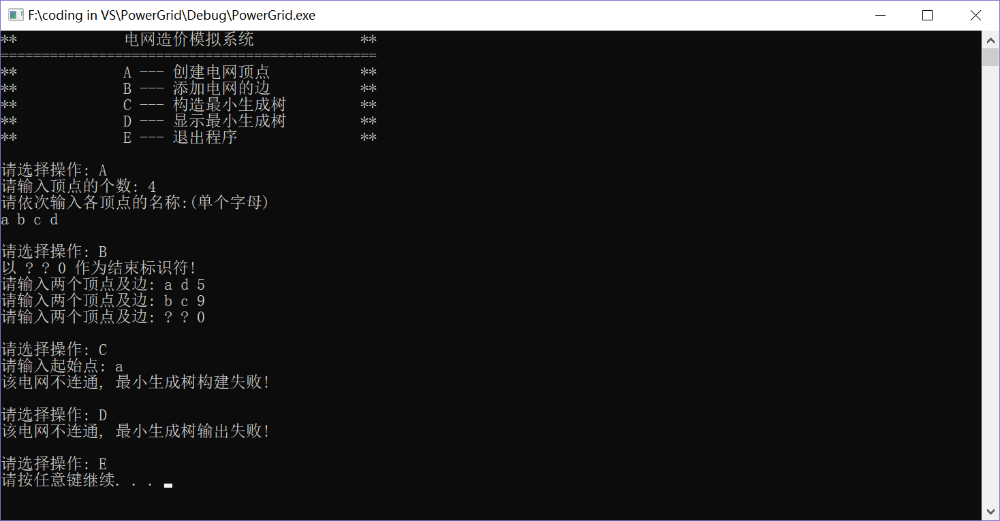 F:\coding in VS\PowerGrid\Debug\PowerGrid.exe
** 电网造价模拟系统 **
==============================================
** A --- 创建电网顶点 **
** B --- 添加电网的边 **
** C --- 构造最小生成树 **
** D --- 显示最小生成树 **
** E --- 退出程序 **
请选择操作: A
请输入顶点的个数: 4
请依次输入各顶点的名称:(单个字母)
a b c d
请选择操作: B
以 ? ? 0 作为结束标识符!
请输入两个顶点及边: a d 5
请输入两个顶点及边: b c 9
请输入两个顶点及边: ? ? 0
请选择操作: C
请输入起始点: a
该电网不连通, 最小生成树构建失败!
请选择操作: D
该电网不连通, 最小生成树输出失败!
请选择操作: E
请按任意键继续. . .